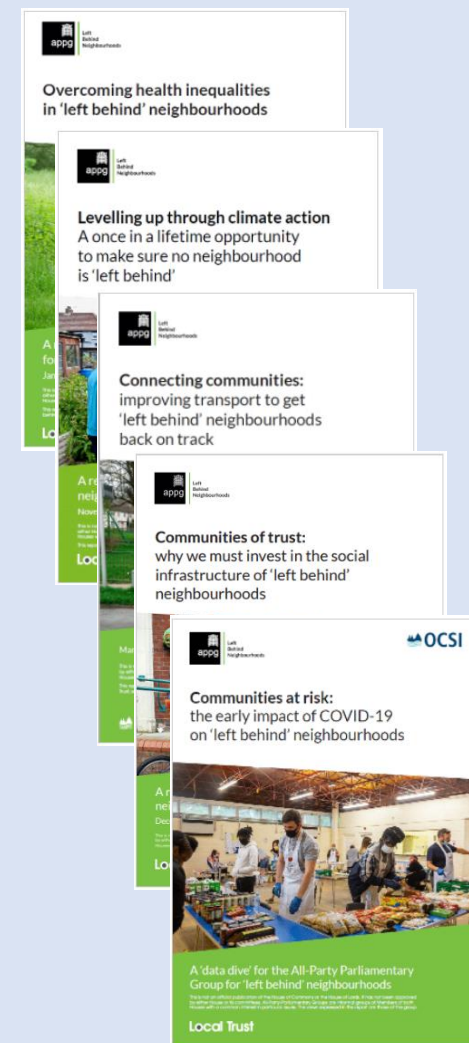 appg
Left
Behind
Neighbourhoods
Overcoming health inequalities
in 'left behind' neighbourhoods
appg
Left
Behind
Neighbourhoods
Levelling up through climate action
A once in a lifetime opportunity
to make sure no neighbourhood
is 'left behind'
appg
Left
Behind
Neighbourhoods
Connecting communities:
improving transport to get
'left behind' neighbourhoods
back on track
appg
Left
Behind
Neighbourhoods
Communities of trust:
why we must invest in the social
infrastructure of 'left behind'
neighbourhoods
appg
Left
Behind
Neighbourhoods
OCSI
Communities at risk:
the early impact of COVID-19
on 'left behind' neighbourhoods
A 'data dive' for the All-Party Parliamentary
Group for 'left behind' neighbourhoods
Local Trust